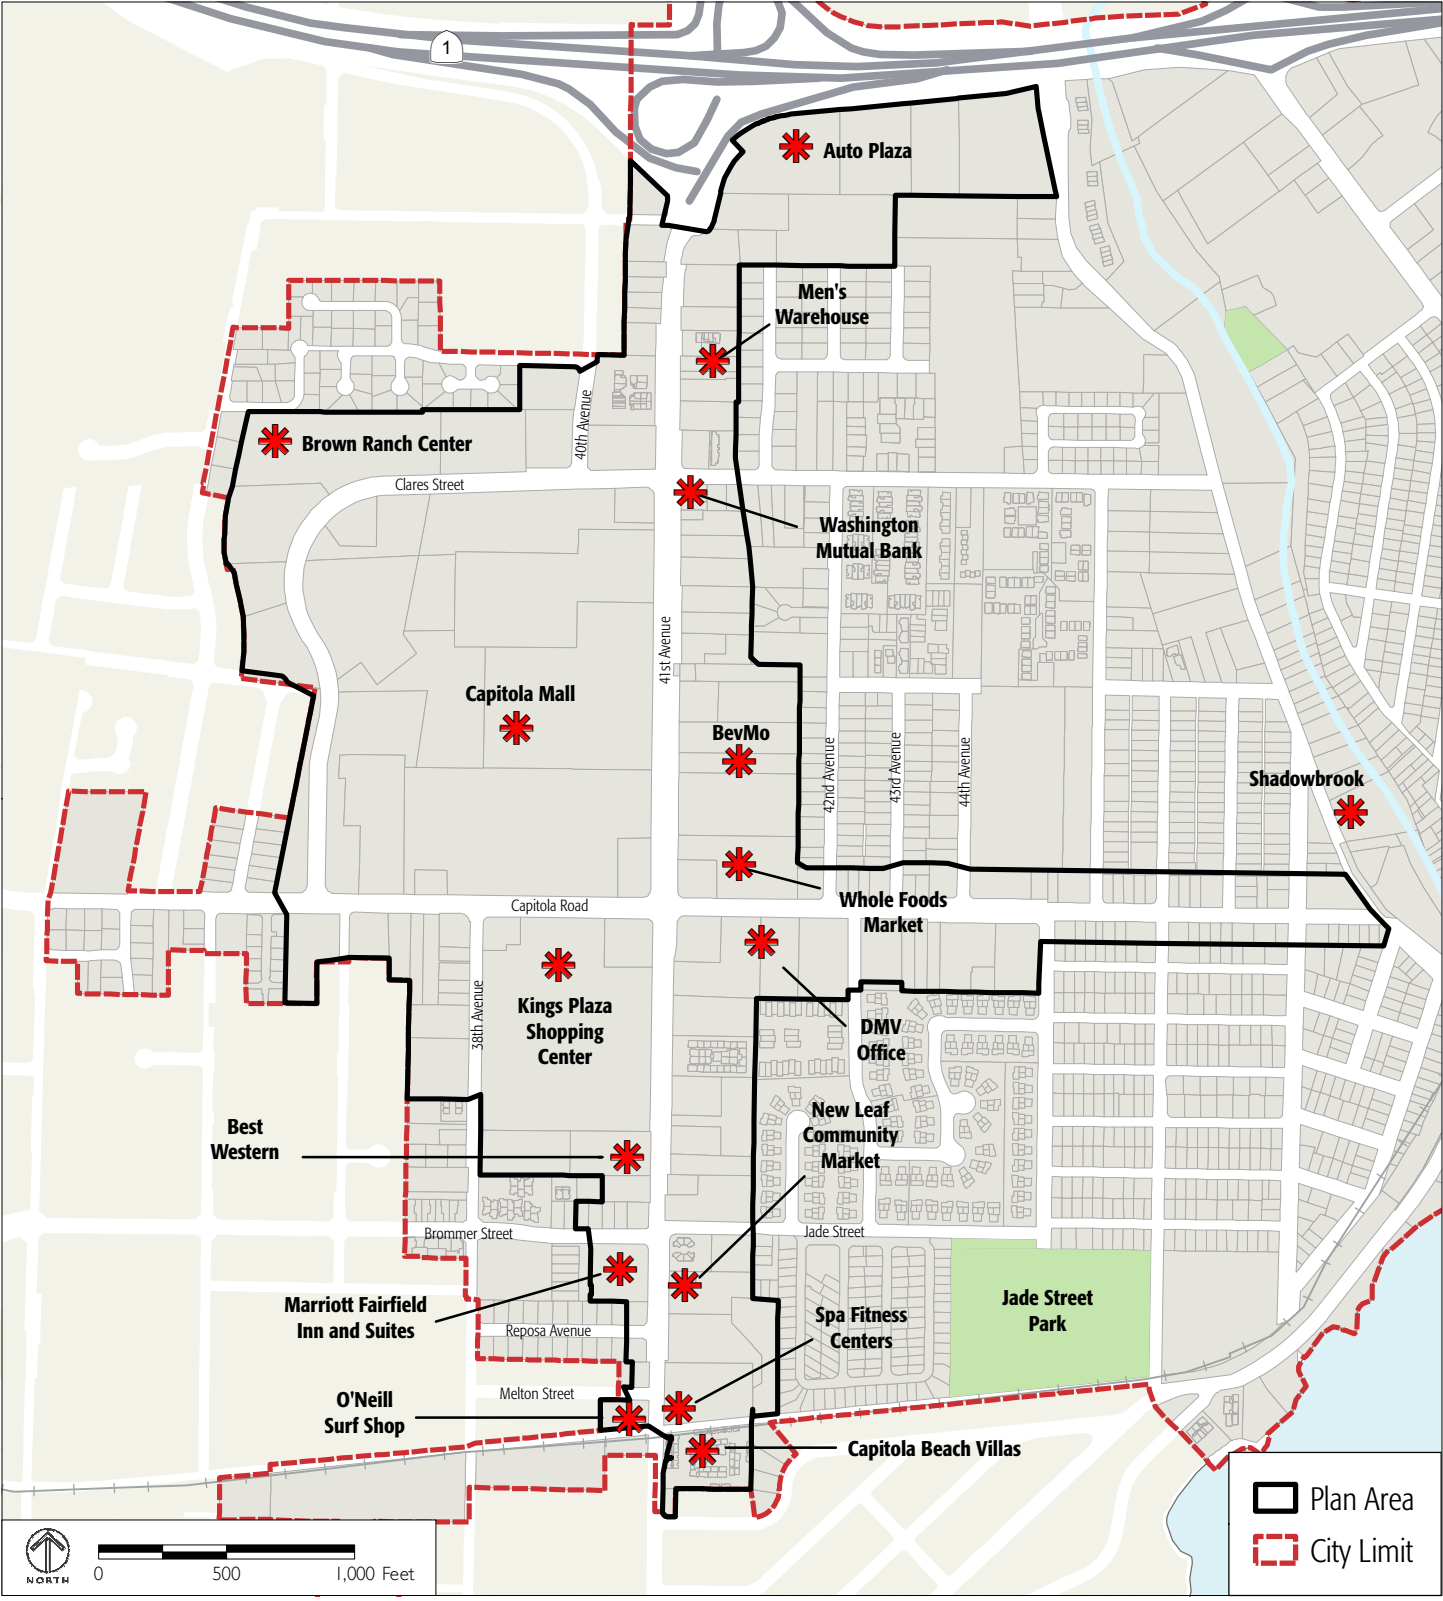 1
Auto Plaza
Men's
Warehouse
40th Avenue
Brown Ranch Center
Clares Street
Washington
Mutual Bank
41st Avenue
Capitola Mall
BevMo
42nd Avenue
43rd Avenue
44th Avenue
Shadowbrook
Whole Foods
Market
Capitola Road
38th Avenue
Kings Plaza
Shopping
Center
DMV
Office
New Leaf
Community
Market
Best
Western
Brommer Street
Jade Street
Marriott Fairfield
Inn and Suites
Reposa Avenue
Spa Fitness
Centers
Jade Street
Park
Melton Street
O'Neill
Surf Shop
Capitola Beach Villas
Plan Area
City Limit
NORTH
0 500 1,000 Feet